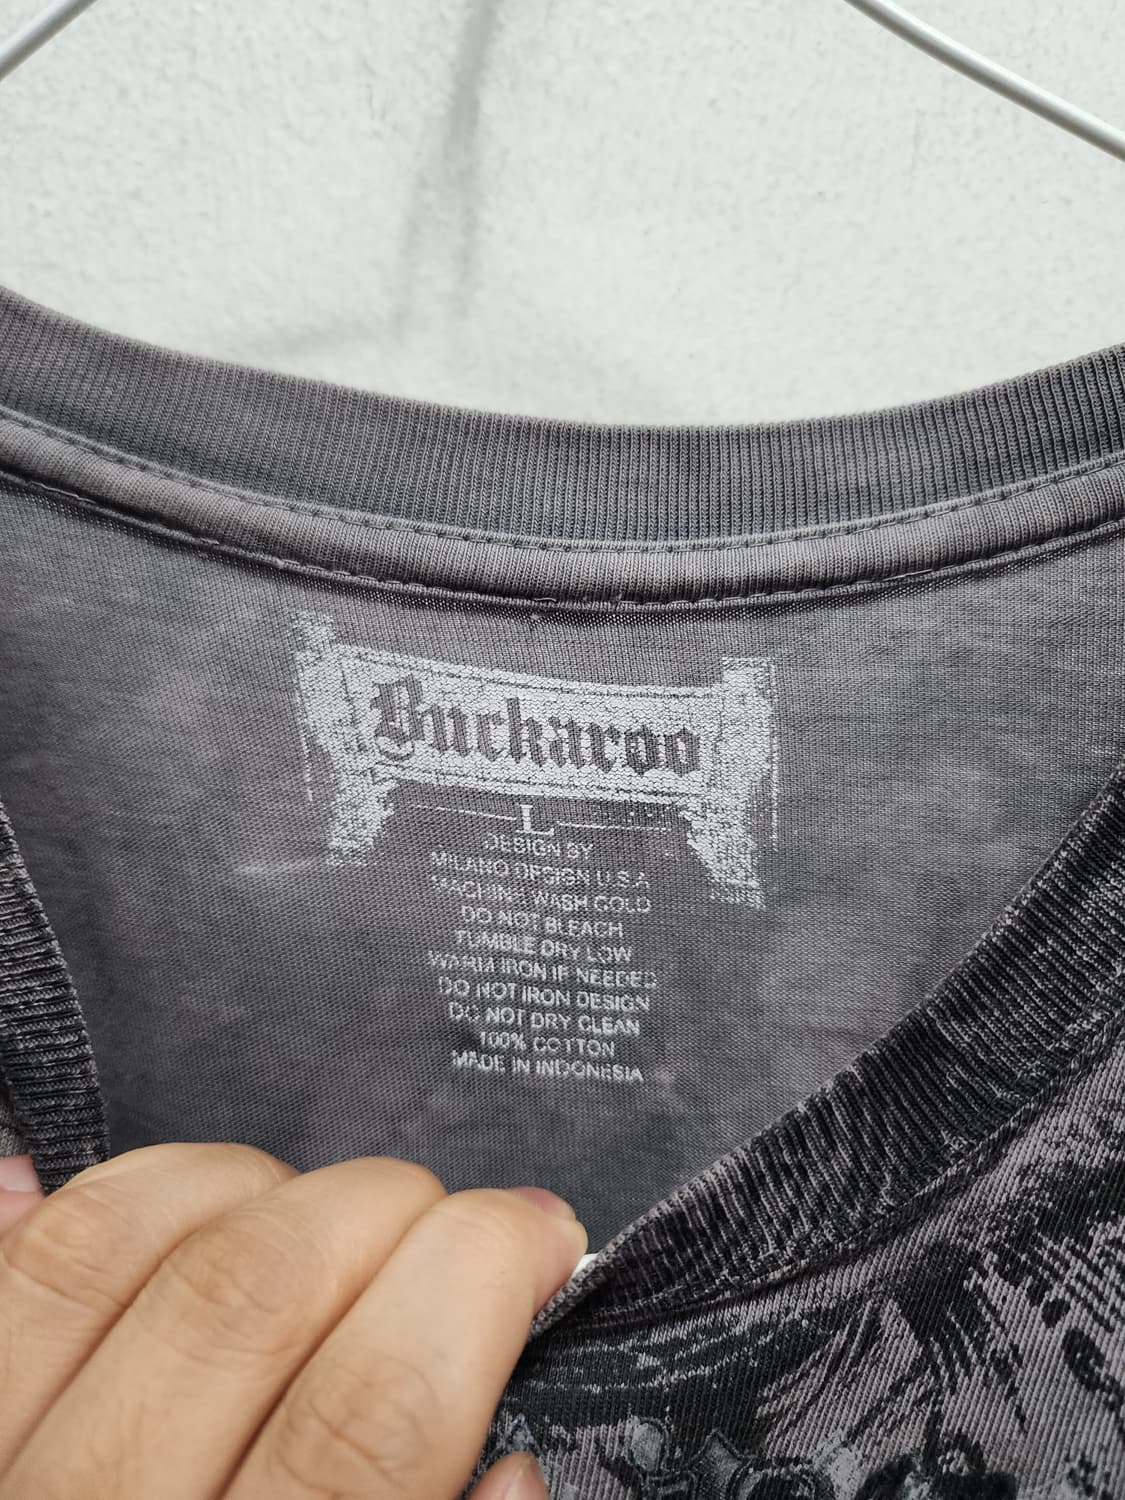 Buckaroo
L
DESIGN BY
MILANO DESIGN U.S.A
MACHINE WASH COLD
DO NOT BLEACH
TUMBLE DRY LOW
WARM IRON IF NEEDED
DO NOT IRON DESIGN
DO NOT DRY CLEAN
100% COTTON
MADE IN INDONESIA